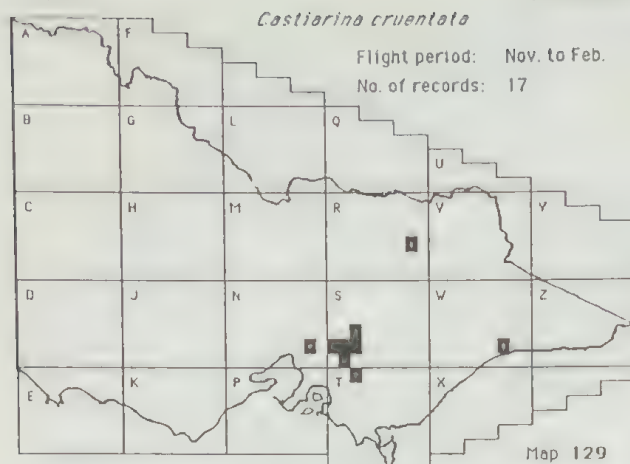 Castiarina cruentata
Flight period: Nov. to Feb.
No. of records: 17
A F
B G L Q
U
C H M R V Y
D J N S W Z
E K P T X
Map 129